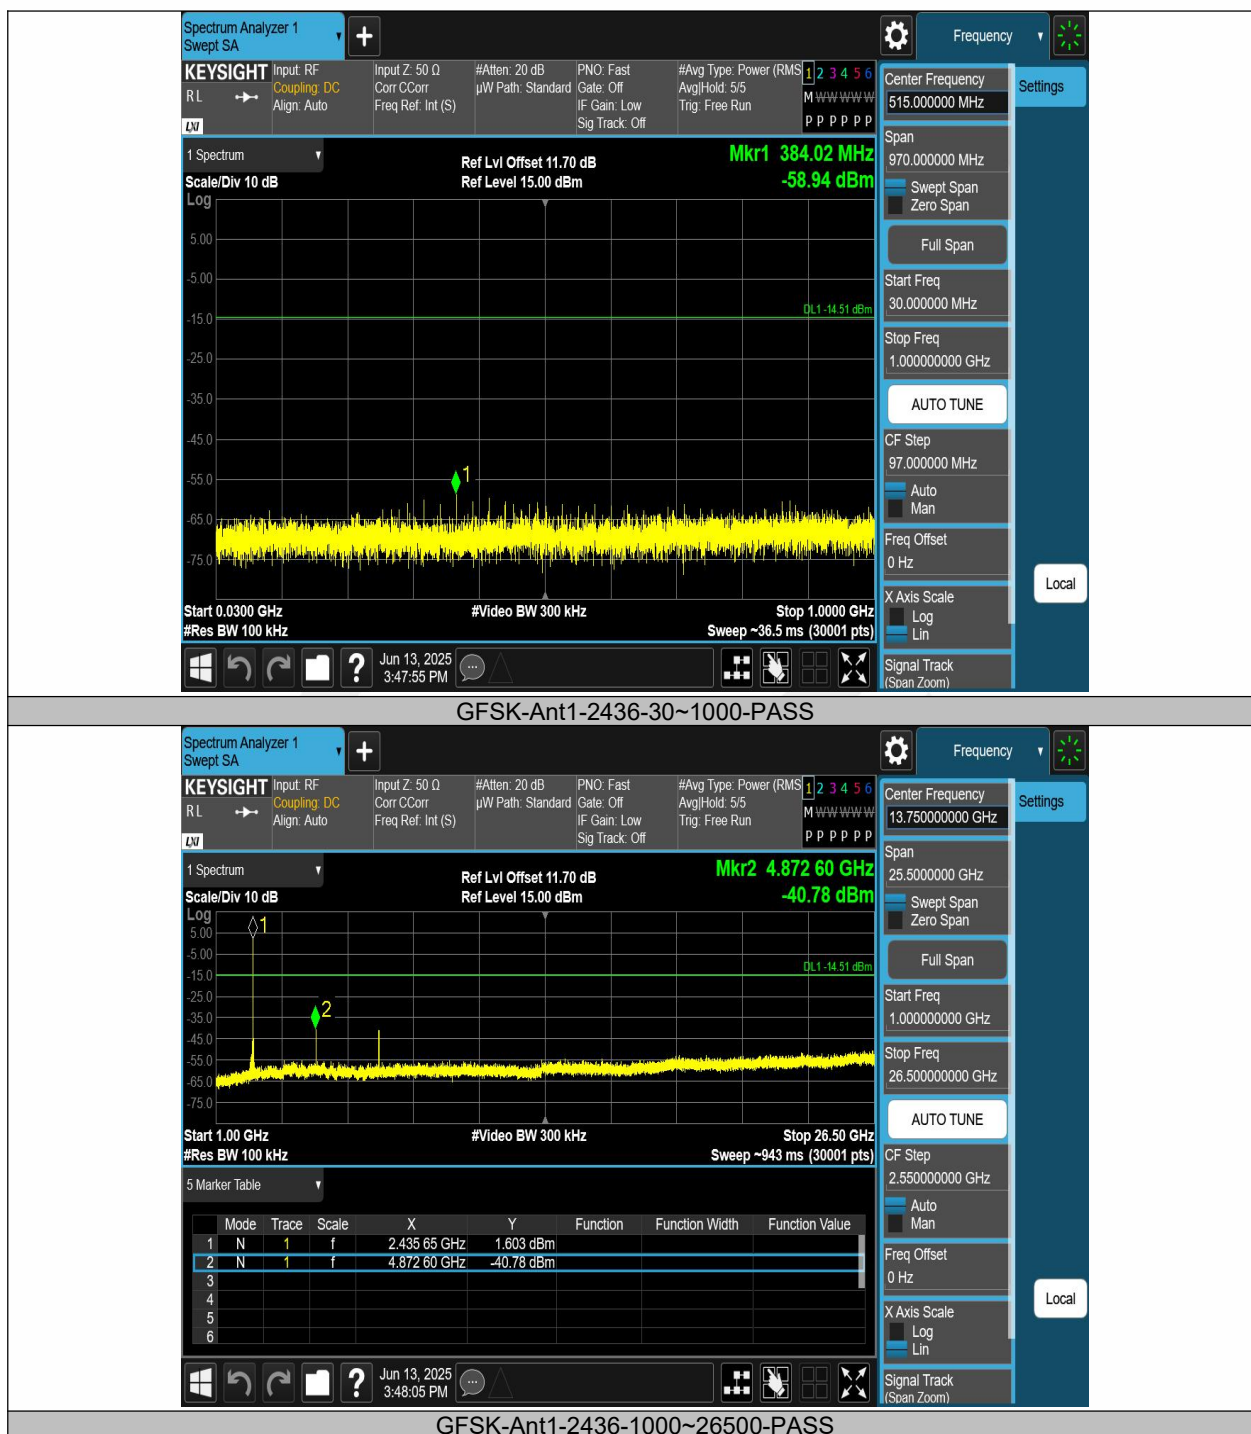 Spectrum Analyzer 1
Swept SA
Frequency
KEYSIGHT
R L
LXI
Input: RF
Coupling: DC
Align: Auto
Input Z: 50 Ω
Corr CCorr
Freq Ref: Int (S)
#Atten: 20 dB
µW Path: Standard
PNO: Fast
Gate: Off
IF Gain: Low
Sig Track: Off
#Avg Type: Power (RMS
Avg|Hold: 5/5
Trig: Free Run
1 2 3 4 5 6
M W W W W W
P P P P P P
1 Spectrum
Scale/Div 10 dB
Log
Ref Lvl Offset 11.70 dB
Ref Level 15.00 dBm
Mkr1 384.02 MHz
-58.94 dBm
5.00
-5.00
-15.0
-25.0
-35.0
-45.0
-55.0
-65.0
-75.0
DL1 -14.51 dBm
1
Start 0.0300 GHz
#Res BW 100 kHz
#Video BW 300 kHz
Stop 1.0000 GHz
Sweep ~36.5 ms (30001 pts)
Jun 13, 2025
3:47:55 PM
Center Frequency
515.000000 MHz
Span
970.000000 MHz
Swept Span
Zero Span
Full Span
Start Freq
30.000000 MHz
Stop Freq
1.000000000 GHz
AUTO TUNE
CF Step
97.000000 MHz
Auto
Man
Freq Offset
0 Hz
X Axis Scale
Log
Lin
Signal Track
(Span Zoom)
Settings
Local
GFSK-Ant1-2436-30~1000-PASS
Spectrum Analyzer 1
Swept SA
Frequency
KEYSIGHT
R L
LXI
Input: RF
Coupling: DC
Align: Auto
Input Z: 50 Ω
Corr CCorr
Freq Ref: Int (S)
#Atten: 20 dB
µW Path: Standard
PNO: Fast
Gate: Off
IF Gain: Low
Sig Track: Off
#Avg Type: Power (RMS
Avg|Hold: 5/5
Trig: Free Run
1 2 3 4 5 6
M W W W W W
P P P P P P
1 Spectrum
Scale/Div 10 dB
Log
Ref Lvl Offset 11.70 dB
Ref Level 15.00 dBm
Mkr2 4.872 60 GHz
-40.78 dBm
5.00
-5.00
-15.0
-25.0
-35.0
-45.0
-55.0
-65.0
-75.0
1
2
DL1 -14.51 dBm
Start 1.00 GHz
#Res BW 100 kHz
#Video BW 300 kHz
Stop 26.50 GHz
Sweep ~943 ms (30001 pts)
5 Marker Table
Mode Trace Scale X Y Function Function Width Function Value
1 N 1 f 2.435 65 GHz 1.603 dBm
2 N 1 f 4.872 60 GHz -40.78 dBm
3
4
5
6
Jun 13, 2025
3:48:05 PM
Center Frequency
13.750000000 GHz
Span
25.5000000 GHz
Swept Span
Zero Span
Full Span
Start Freq
1.000000000 GHz
Stop Freq
26.500000000 GHz
AUTO TUNE
CF Step
2.550000000 GHz
Auto
Man
Freq Offset
0 Hz
X Axis Scale
Log
Lin
Signal Track
(Span Zoom)
Settings
Local
GFSK-Ant1-2436-1000~26500-PASS